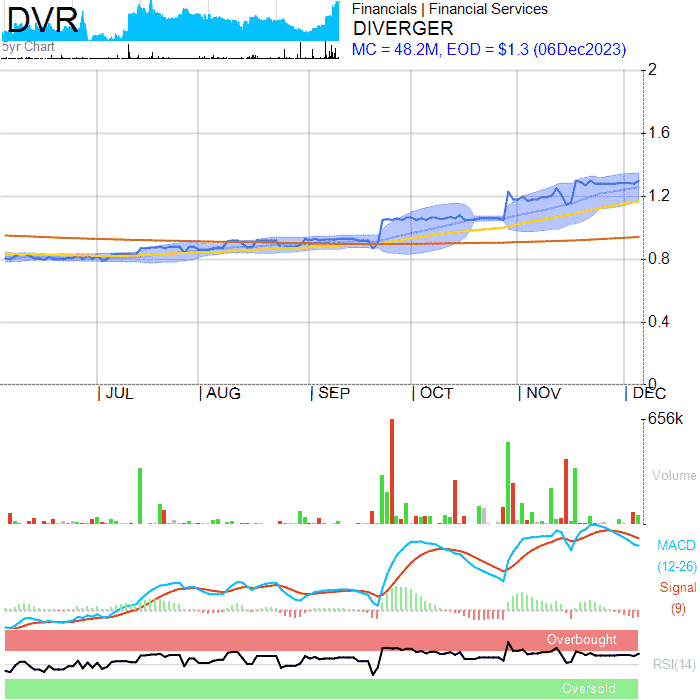 DVR
5yr Chart
Financials | Financial Services
DIVERGER
MC = 48.2M, EOD = $1.3 (06Dec2023)
2
1.6
1.2
0.8
0.4
0
JUL AUG SEP OCT NOV DEC
656k
Volume
MACD
(12-26)
Signal
(9)
Overbought
RSI(14)
Oversold